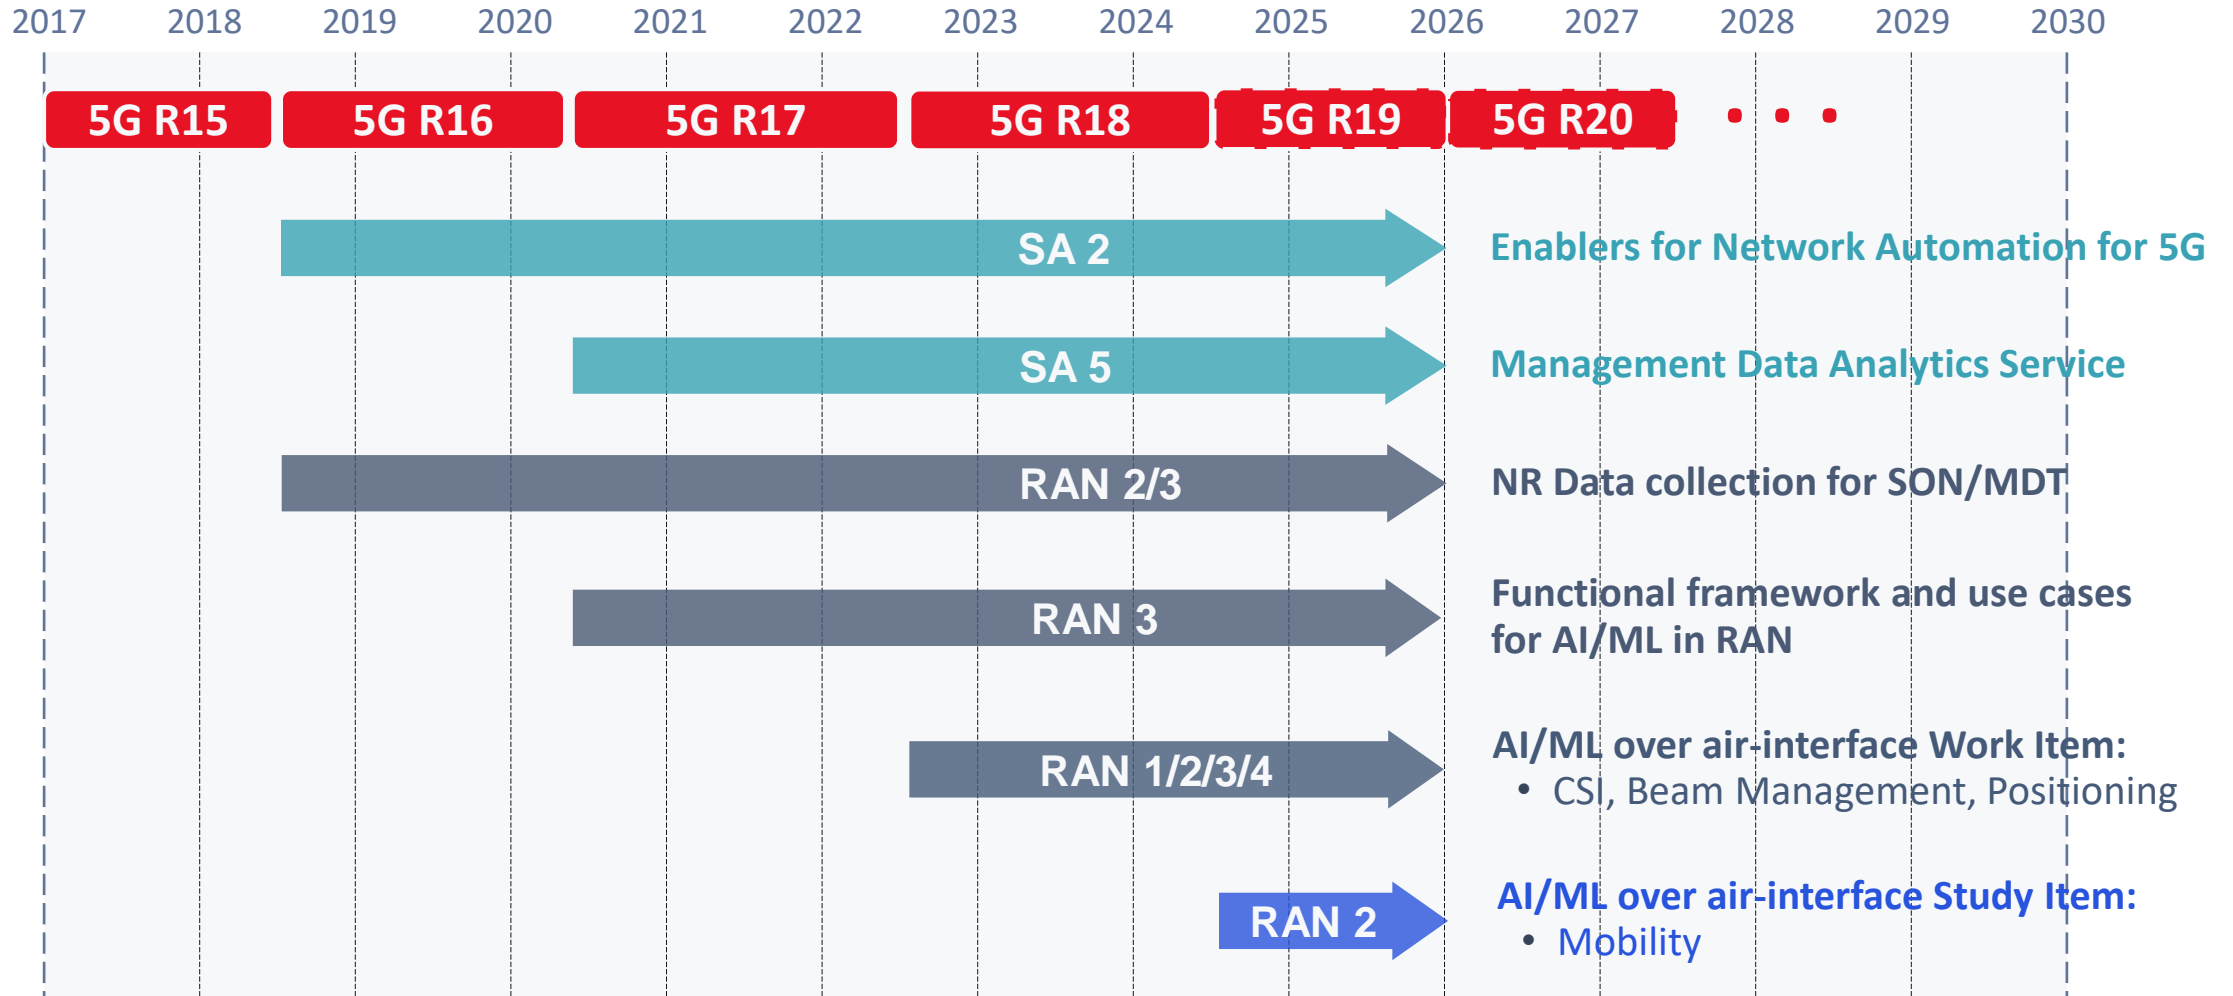 2017 2018 2019 2020 2021 2022 2023 2024 2025 2026 2027 2028 2029 2030
5G R15 5G R16 5G R17 5G R18 5G R19 5G R20
SA 2 Enablers for Network Automation for 5G
SA 5 Management Data Analytics Service
RAN 2/3 NR Data collection for SON/MDT
RAN 3 Functional framework and use cases
for AI/ML in RAN
RAN 1/2/3/4 AI/ML over air-interface Work Item:
• CSI, Beam Management, Positioning
RAN 2 AI/ML over air-interface Study Item:
• Mobility